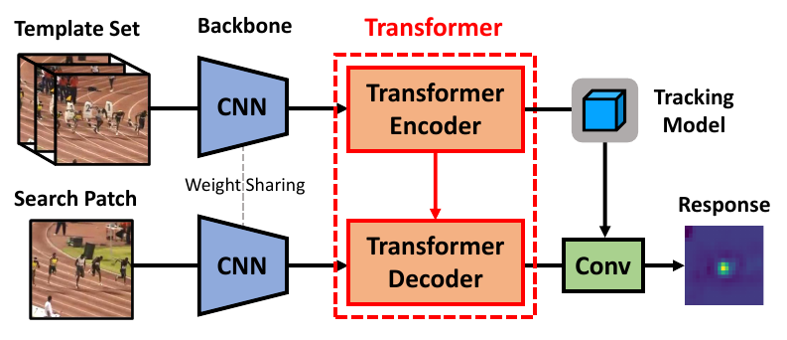 Template Set
Backbone
Transformer
CNN
Transformer
Encoder
Tracking
Model
Weight Sharing
Search Patch
Response
CNN
Transformer
Decoder
Conv